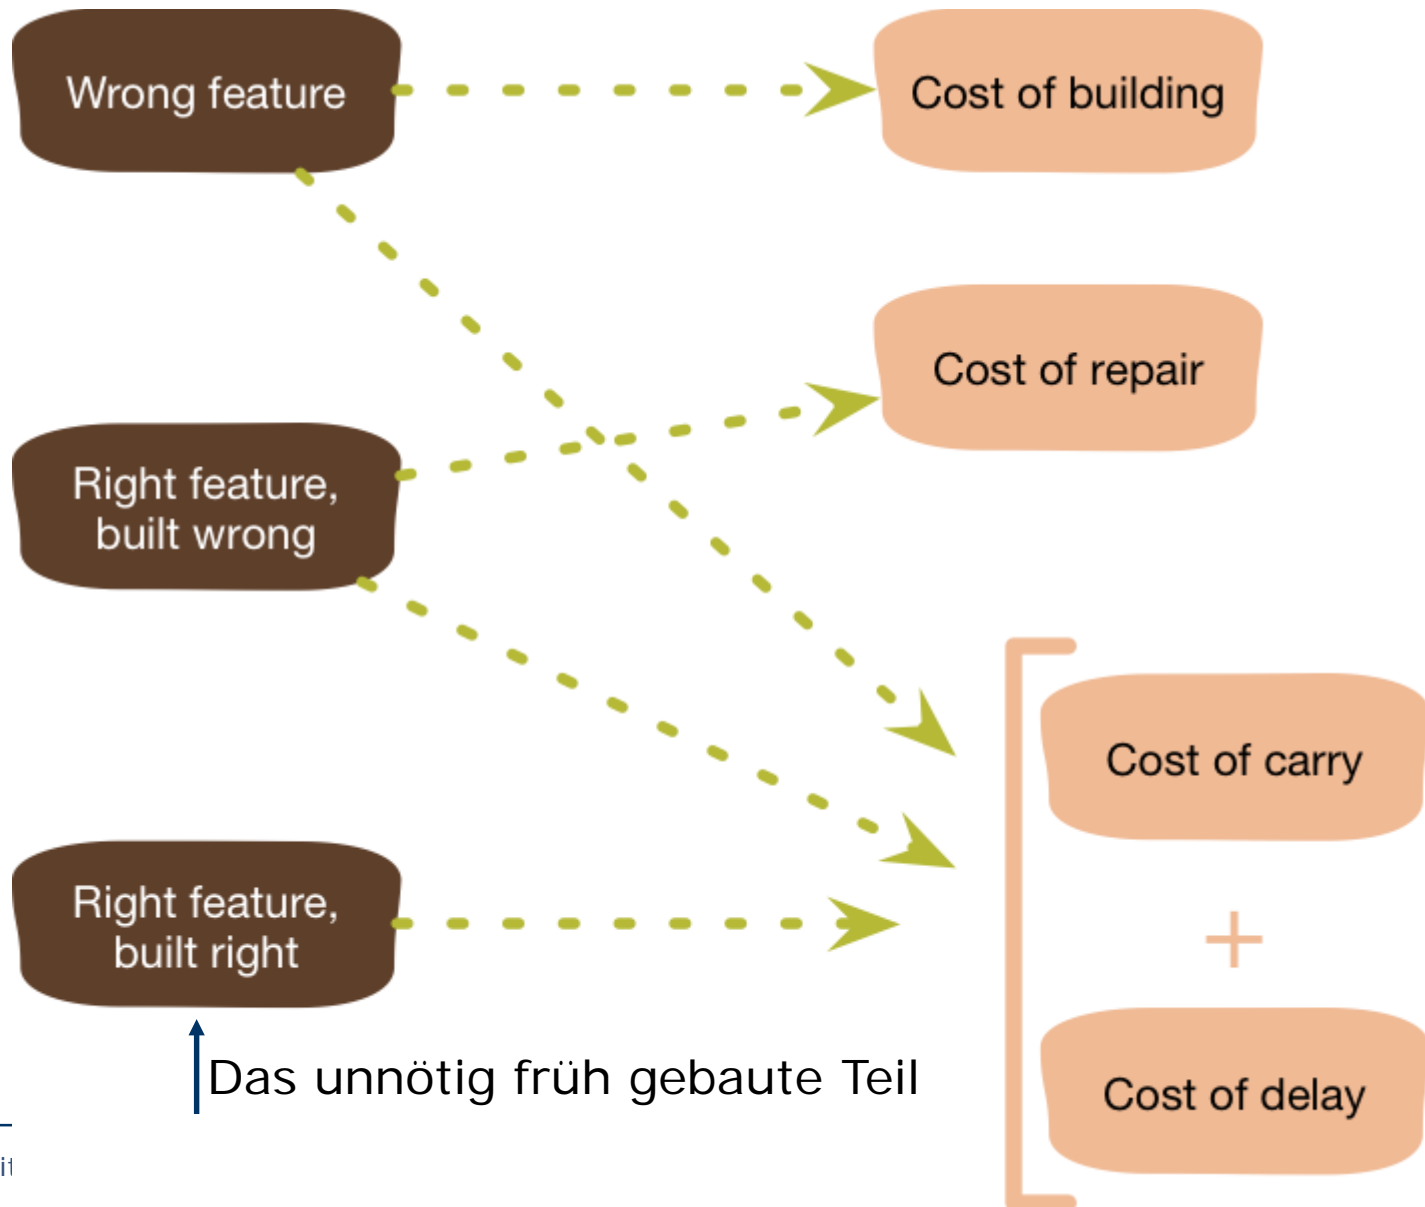 Wrong feature
Cost of building
Cost of repair
Right feature,
built wrong
Cost of carry
Right feature,
built right
+
Das unnötig früh gebaute Teil
Cost of delay
it